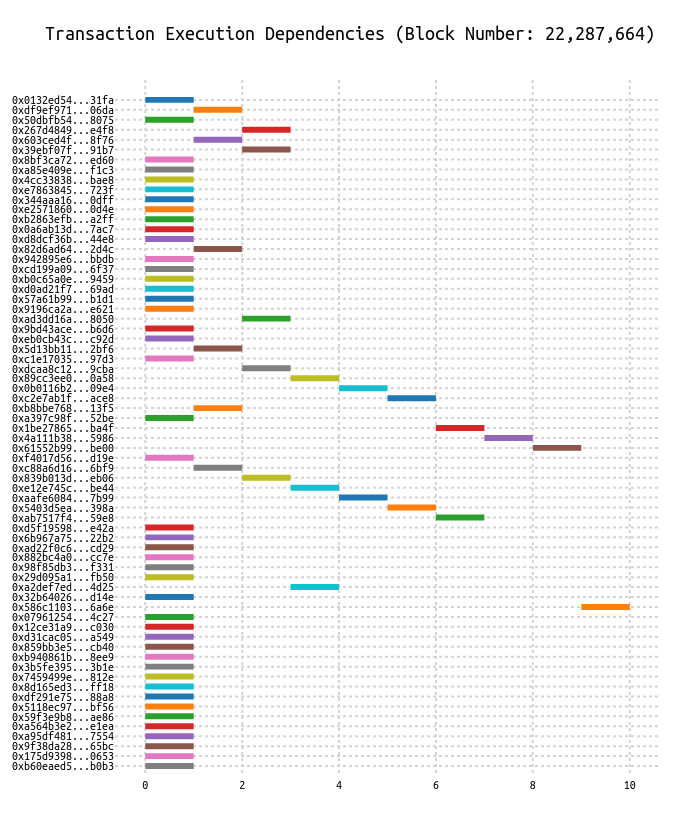 Transaction Execution Dependencies (Block Number: 22,287,664)
0x0132ed54...31fa
0xdf9ef971...06da
0x50dbfb54...8075
0x267d4849...e4f8
0x603ced4f...8f76
0x39ebf07f...91b7
0x8bf3ca72...ed60
0xa85e409e...f1c3
0x4cc33838...bae8
0xe7863845...723f
0x344aaa16...0dff
0xe2571860...0d4e
0xb2863efb...a2ff
0x0a6ab13d...7ac7
0xd8dcf36b...44e8
0x82d6ad64...2d4c
0x942895e6...bbdb
0xcd199a09...6f37
0xb0c65a0e...9459
0xd0ad21f7...69ad
0x57a61b99...b1d1
0x9196ca2a...e621
0xad3dd16a...8050
0x9bd43ace...b6d6
0xeb0cb43c...c92d
0x5d13bb11...2bf6
0xc1e17035...97d3
0xdcaa8c12...9cba
0x89cc3ee0...0a58
0x0b0116b2...09e4
0xc2e7ab1f...ace8
0xb8bbe768...13f5
0xa397c98f...52be
0x1be27865...ba4f
0x4a111b38...5986
0x61552b99...be00
0xf4017d56...d19e
0xc88a6d16...6bf9
0x839b013d...eb06
0xe12e745c...be44
0xaafe6084...7b99
0x5403d5ea...398a
0xab7517f4...59e8
0xd5f19598...e42a
0x6b967a75...22b2
0xad22f0c6...cd29
0x882bc4a0...cc7e
0x98f85db3...f331
0x29d095a1...fb50
0xa2def7ed...4d25
0x32b64026...d14e
0x586c1103...6a6e
0x07961254...4c27
0x12ce31a9...c030
0xd31cac05...a549
0x859bb3e5...cb40
0xb940861b...8ee9
0x3b5fe395...3b1e
0x7459499e...812e
0x8d165ed3...ff18
0xdf291e75...88a8
0x5118ec97...bf56
0x59f3e9b8...ae86
0xa564b3e2...e1ea
0xa95df481...7554
0x9f38da28...65bc
0x175d9398...0653
0xb60eaed5...b0b3
0 2 4 6 8 10